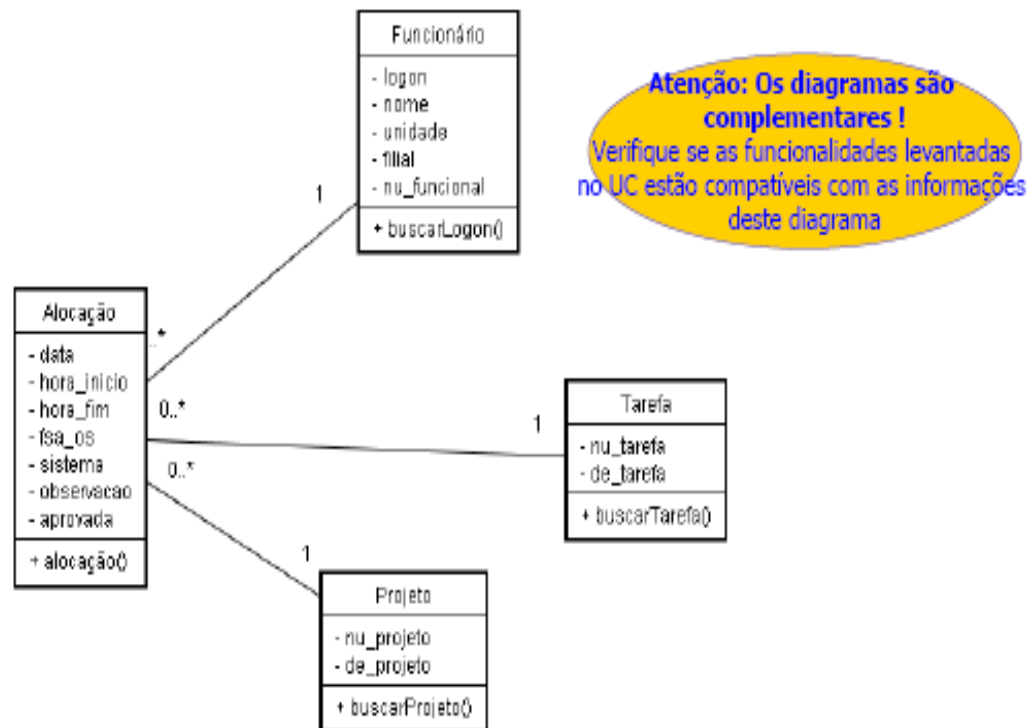 Funcionário
- logon
- nome
- unidade
- filial
- nu_funcional
+ buscarLogon()
Atenção: Os diagramas são
complementares !
Verifique se as funcionalidades levantadas
no UC estão compatíveis com as informações
deste diagrama
1
Alocação
- data
- hora_inicio
- hora_fim
- fsa_os
- sistema
- observacao
- aprovada
+ alocação()
..*
0..*
1
0..*
1
Tarefa
- nu_tarefa
- de_tarefa
+ buscarTarefa()
Projeto
- nu_projeto
- de_projeto
+ buscarProjeto()